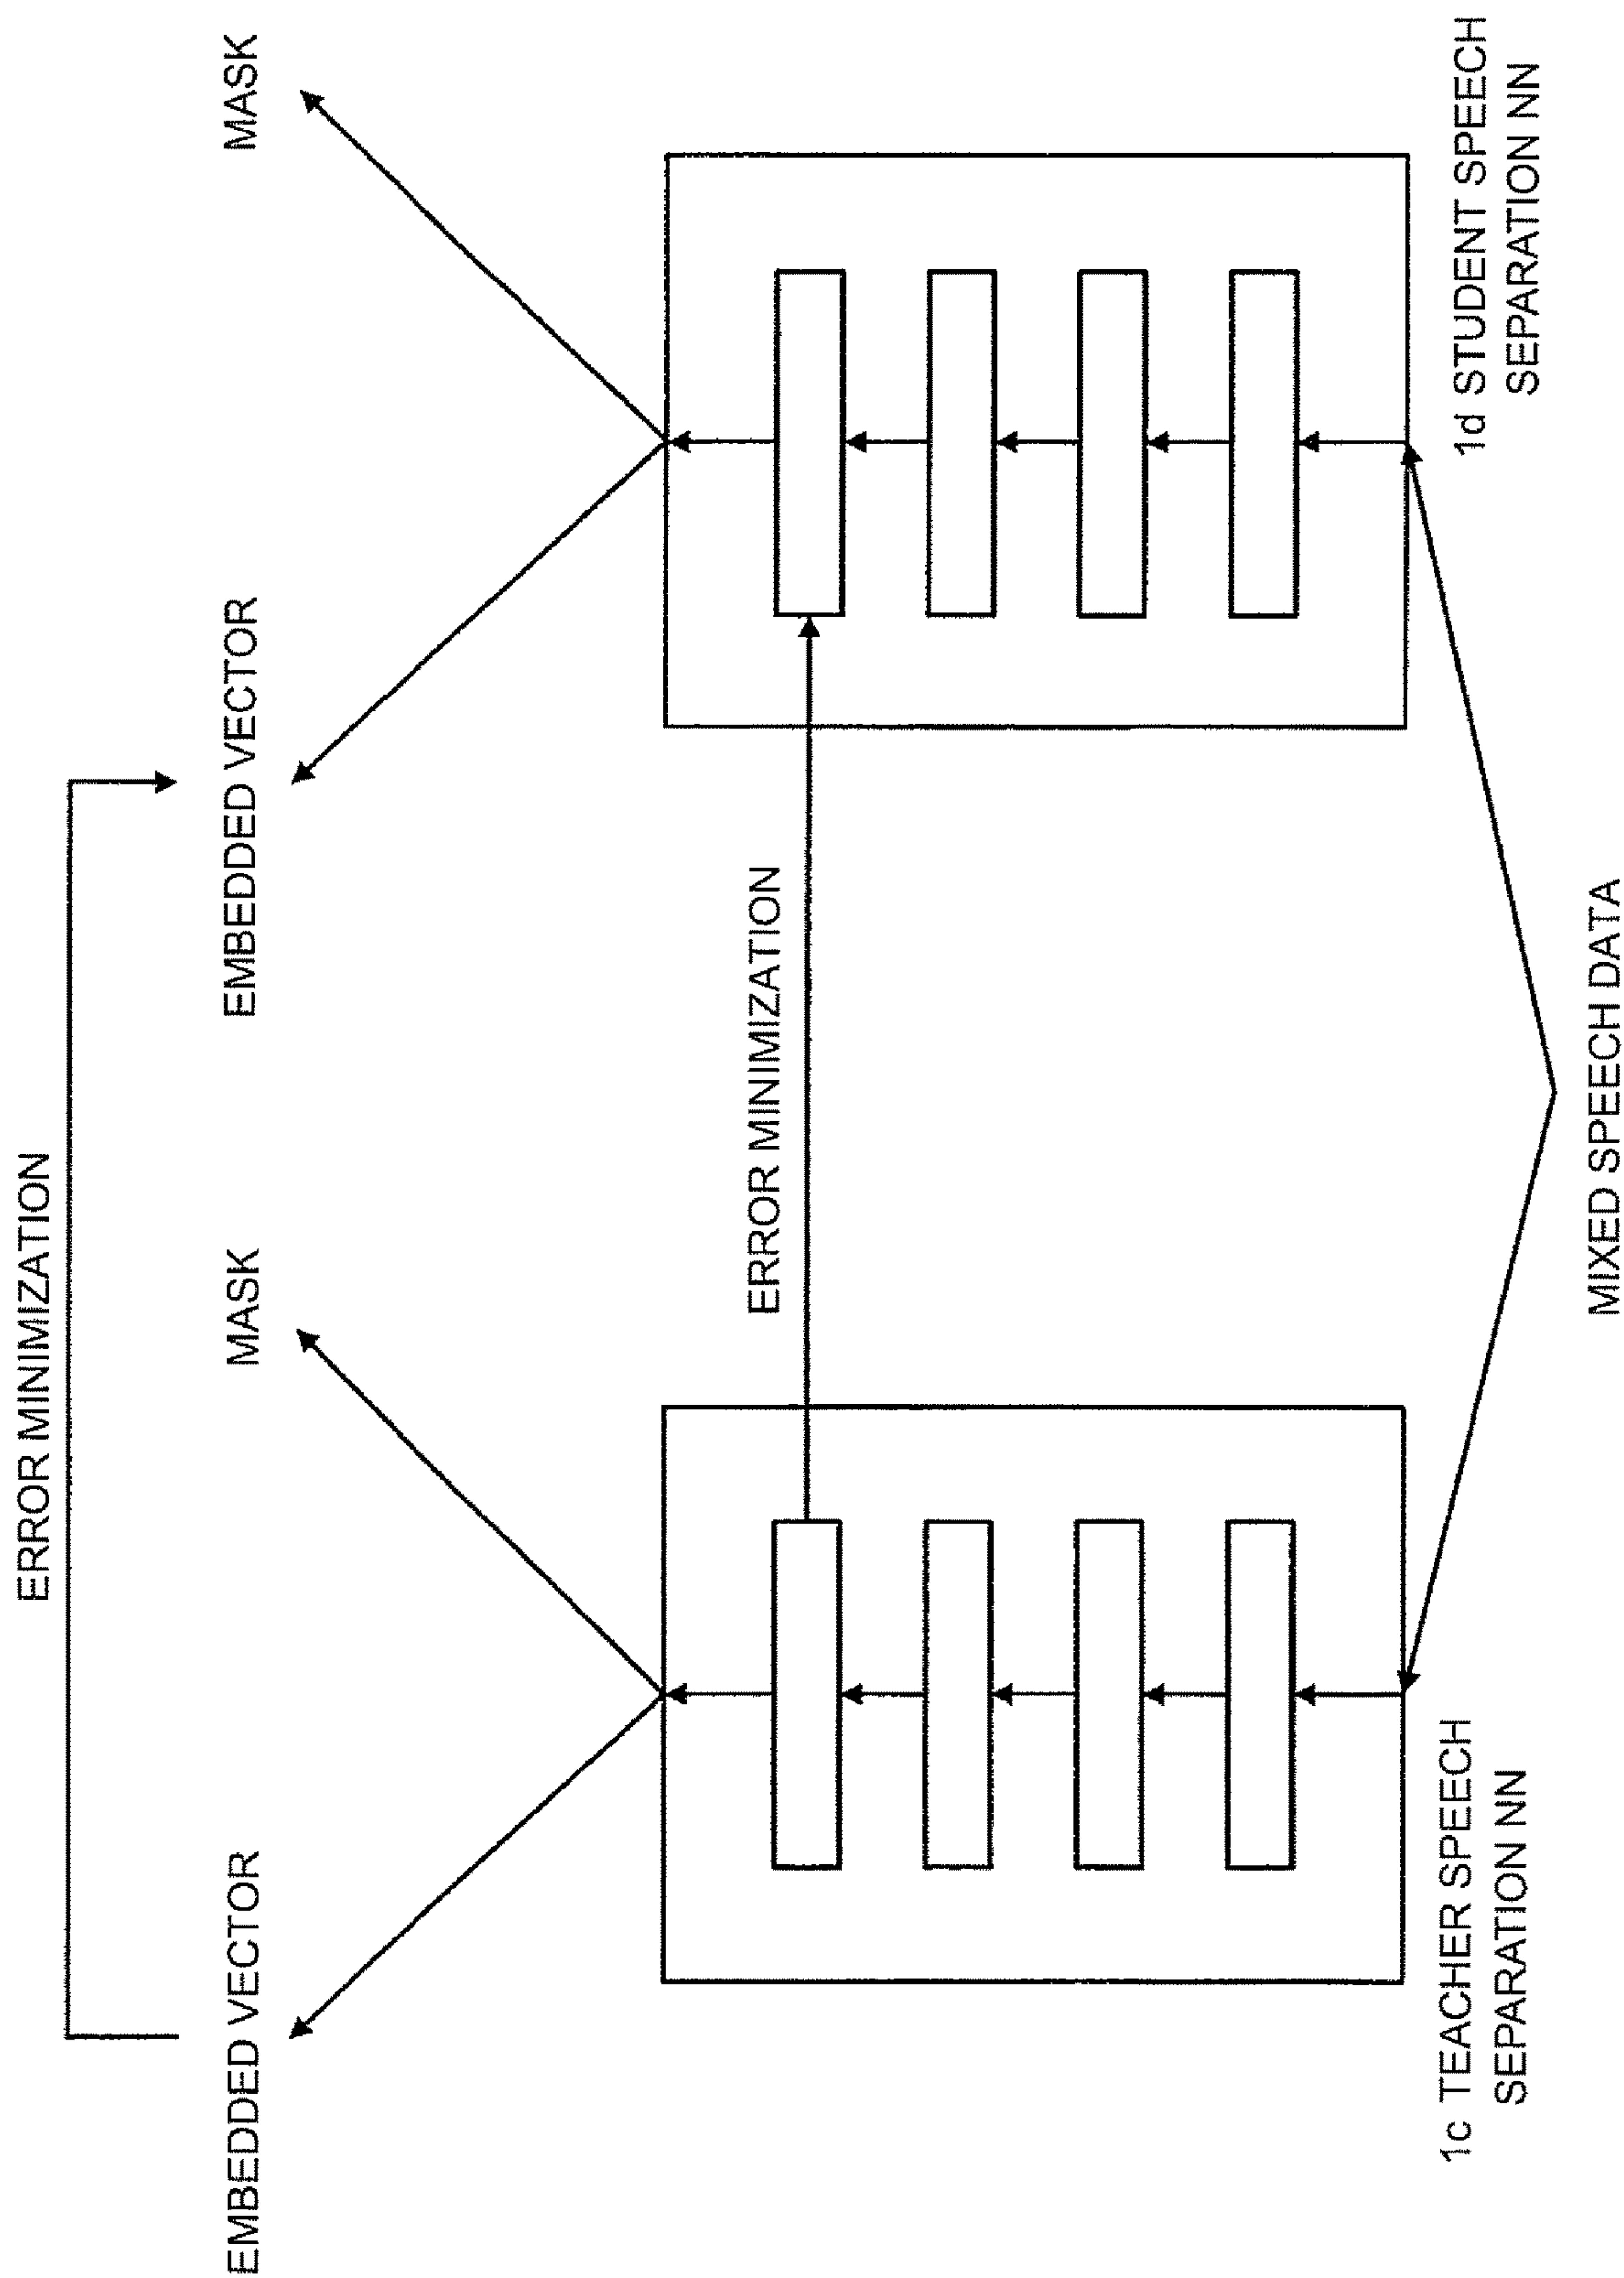 ERROR MINIMIZATION
EMBEDDED VECTOR
MASK
EMBEDDED VECTOR
MASK
ERROR MINIMIZATION
1c TEACHER SPEECH
SEPARATION NN
1d STUDENT SPEECH
SEPARATION NN
MIXED SPEECH DATA